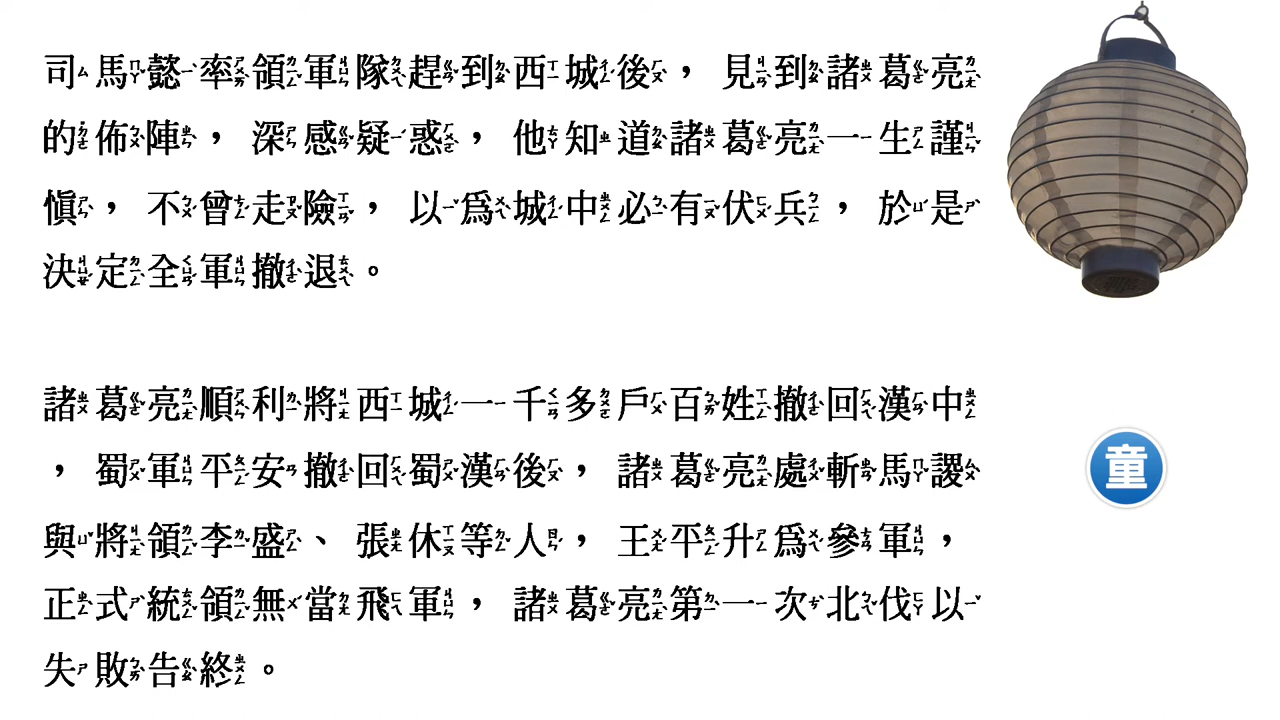 司馬懿率領軍隊趕到西城後，見到諸葛亮
的佈陣，深感疑惑，他知道諸葛亮一生謹
慎，不曾走險，以為城中必有伏兵，於是
決定全軍撤退。
諸葛亮順利將西城一千多戶百姓撤回漢中
，蜀軍平安撤回蜀漢後，諸葛亮處斬馬謖
與將領李盛、張休等人，王平升為參軍，
正式統領無當飛軍，諸葛亮第一次北伐以
失敗告終。
童